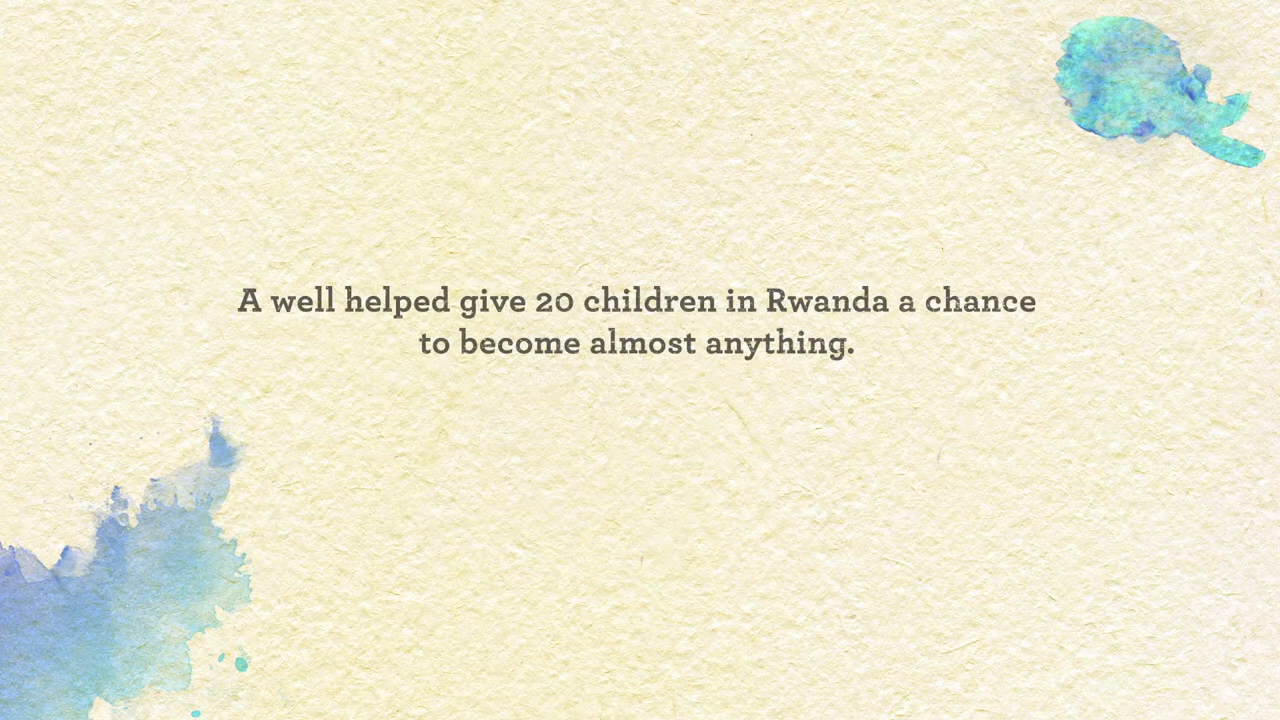 A well helped give 20 children in Rwanda a chance
to become almost anything.